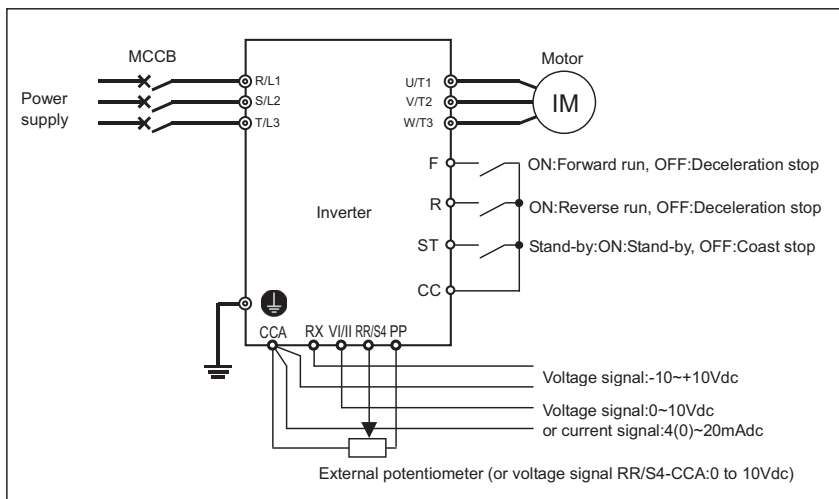 MCCB
Motor
Power
supply
R/L1
S/L2
T/L3
U/T1
V/T2
W/T3
IM
F
ON:Forward run, OFF:Deceleration stop
Inverter
R
ON:Reverse run, OFF:Deceleration stop
ST
Stand-by:ON:Stand-by, OFF:Coast stop
CC
CCA RX VI/II RR/S4 PP
Voltage signal:-10~+10Vdc
Voltage signal:0~10Vdc
or current signal:4(0)~20mAdc
External potentiometer (or voltage signal RR/S4-CCA:0 to 10Vdc)